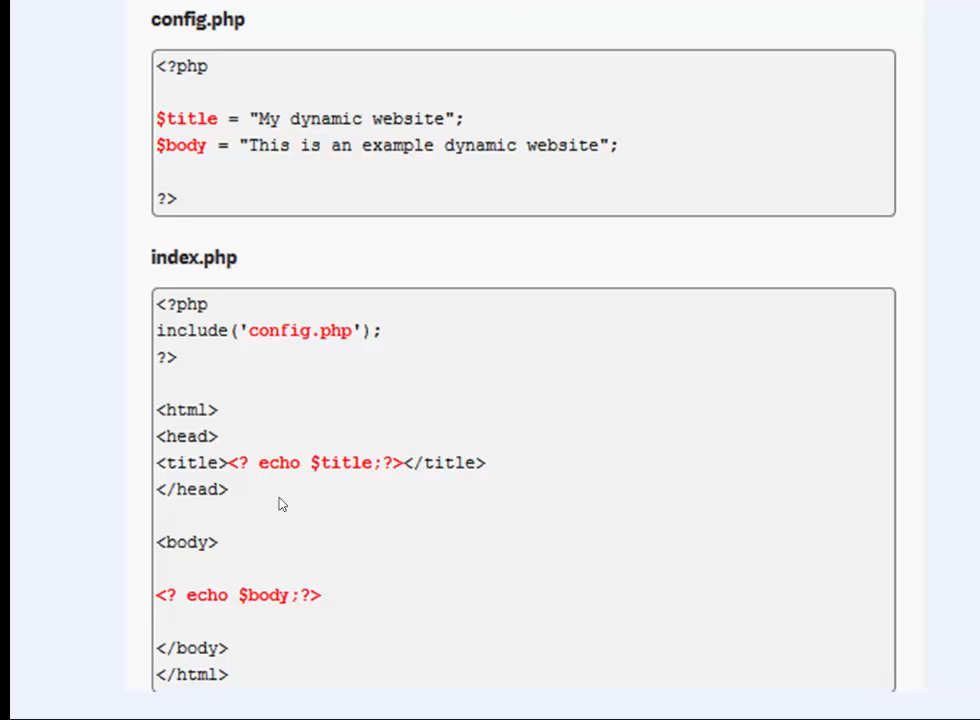 config.php
<?php
$title = "My dynamic website";
$body = "This is an example dynamic website";
?>
index.php
<?php
include('config.php');
?>
<html>
<head>
<title><? echo $title;?></title>
</head>
<body>
<? echo $body;?>
</body>
</html>